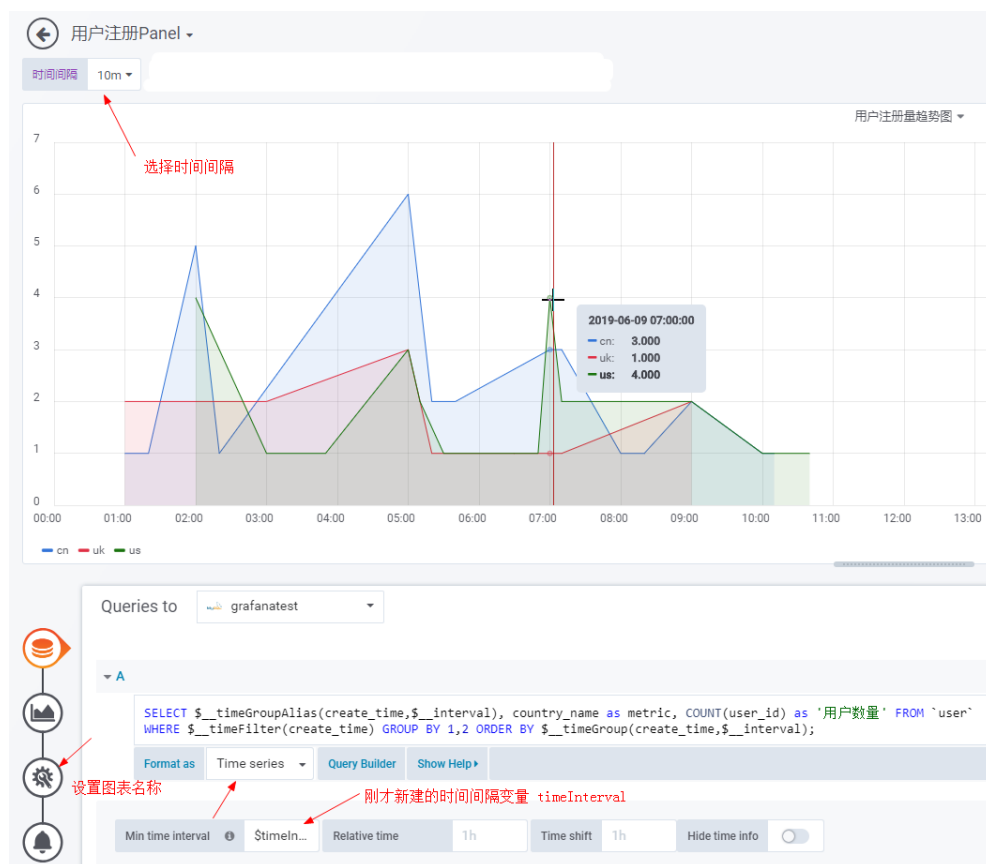 用户注册Panel
时间间隔 10m
选择时间间隔
用户注册量趋势图
7
6
5
4
3
2
1
0
2019-06-09 07:00:00
cn: 3.000
uk: 1.000
us: 4.000
00:00 01:00 02:00 03:00 04:00 05:00 06:00 07:00 08:00 09:00 10:00 11:00 12:00 13:00
cn uk us
Queries to grafanatest
A
SELECT $__timeGroupAlias(create_time,$__interval), country_name as metric, COUNT(user_id) as '用户数量' FROM `user`
WHERE $__timeFilter(create_time) GROUP BY 1,2 ORDER BY $__timeGroup(create_time,$__interval);
Format as Time series Query Builder Show Help
设置图表名称
刚才新建的时间间隔变量 timeInterval
Min time interval $timeIn... Relative time 1h Time shift 1h Hide time info